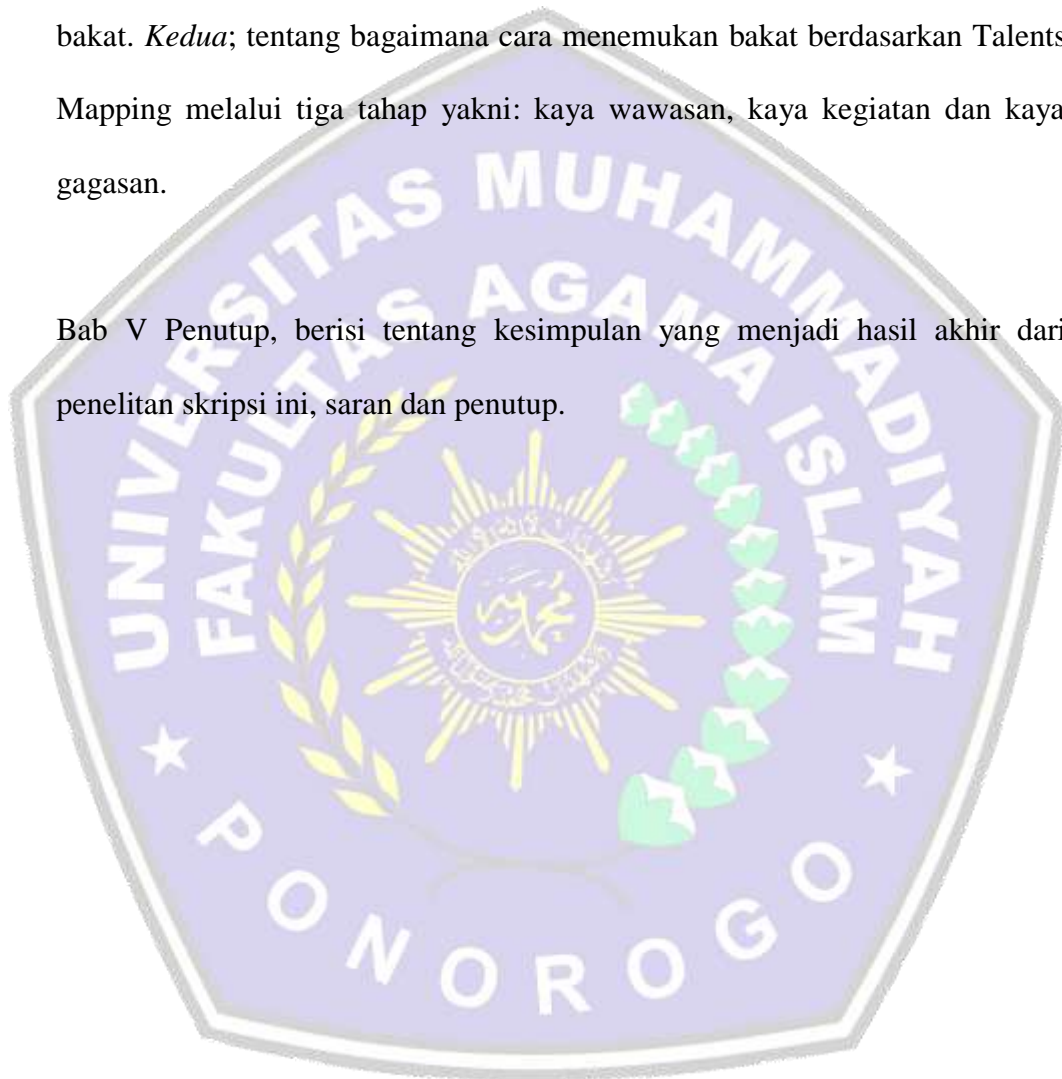 bakat. Kedua; tentang bagaimana cara menemukan bakat berdasarkan Talents
Mapping melalui tiga tahap yakni: kaya wawasan, kaya kegiatan dan kaya
gagasan.
Bab V Penutup, berisi tentang kesimpulan yang menjadi hasil akhir dari
penelitan skripsi ini, saran dan penutup.
UNIVERSITAS MUHAMMADIYAH
FAKULTAS AGAMA ISLAM
محمد
PONOROGO